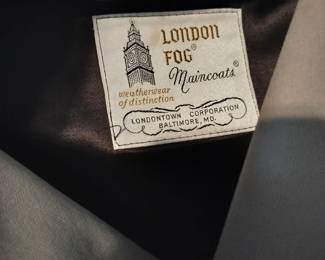 LONDON
FOG®
Maincoats®
weatherwear
of distinction
LONDONTOWN CORPORATION
BALTIMORE, MD.